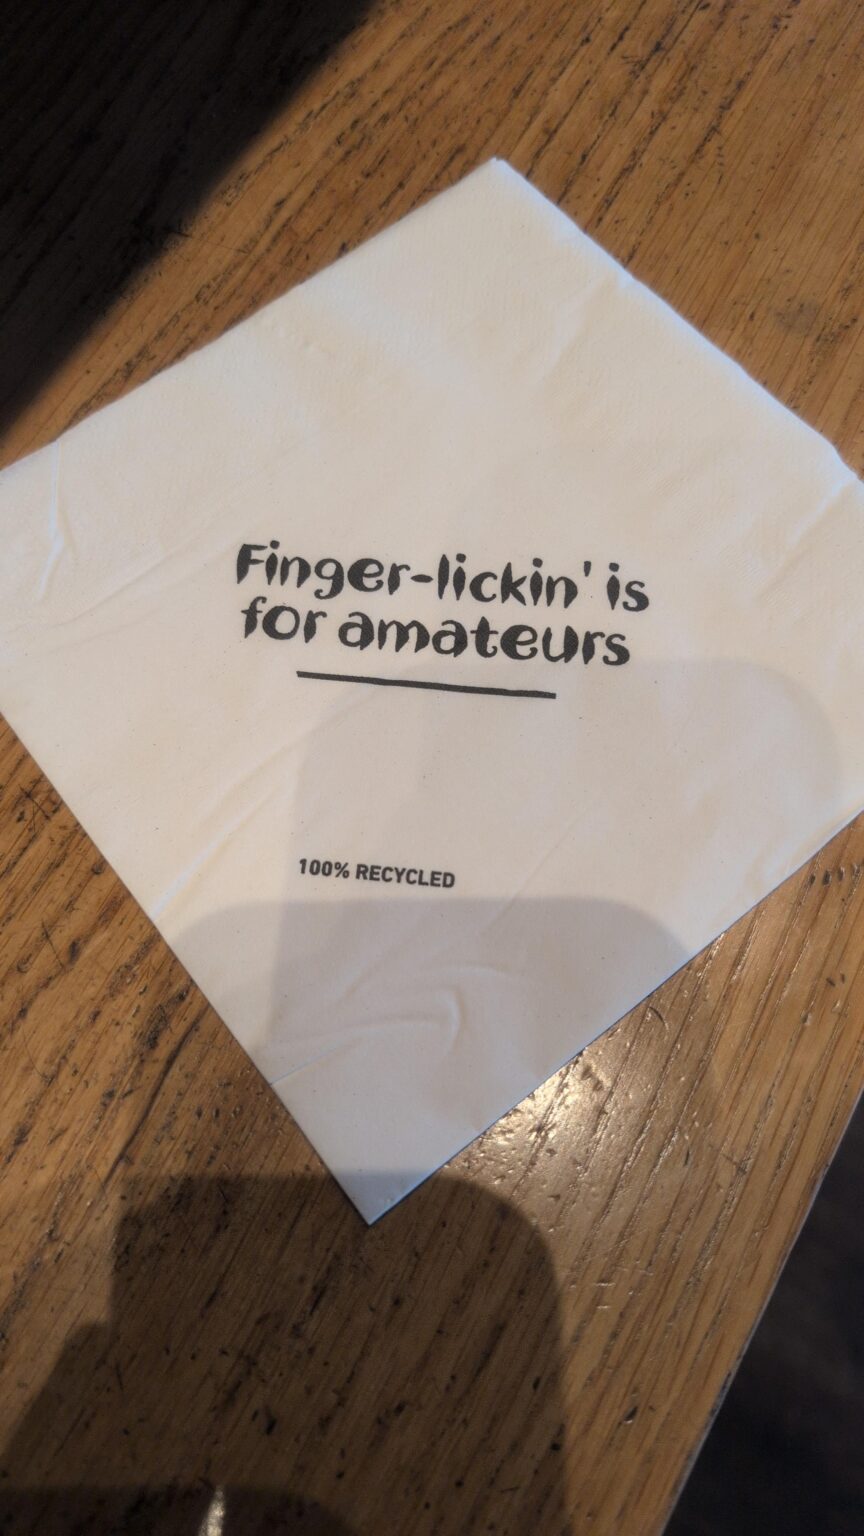 Finger-lickin' is
for amateurs
100% RECYCLED